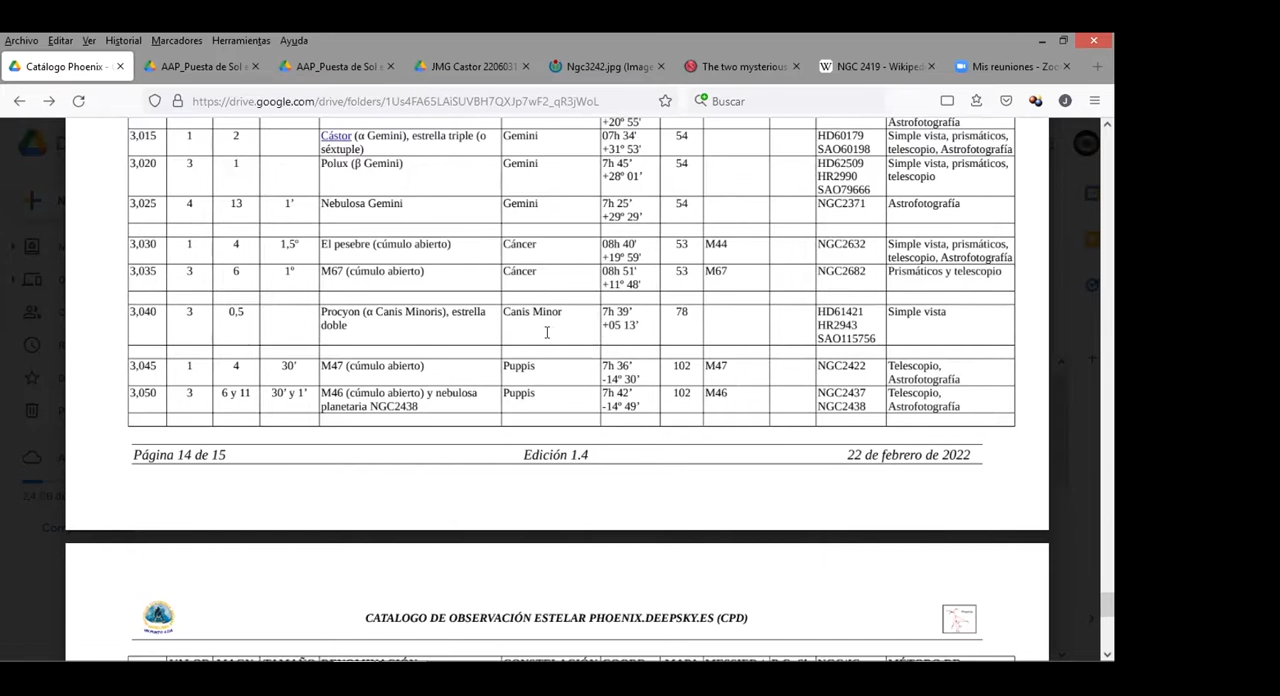 Archivo Editar Ver Historial Marcadores Herramientas Ayuda
Catálogo Phoenix - AAP_Puesta de Sol e AAP_Puesta de Sol e JMG Castor 2206031 Ngc3242.jpg (Image The two mysterious NGC 2419 - Wikiped Mis reuniones - Zoo
https://drive.google.com/drive/folders/1Us4FA65LAiSUVBH7QXJp7wF2_qR3jWoL Buscar
+20º 55' Astrofotografía
3,015 1 2 Cástor (α Gemini), estrella triple (o Gemini 07h 34' 54 HD60179 Simple vista, prismáticos,
séxtuple) +31º 53' SAO60198 telescopio, Astrofotografía
3,020 3 1 Polux (β Gemini) Gemini 7h 45’ 54 HD62509 Simple vista, prismáticos,
+28º 01’ HR2990 telescopio
SAO79666
3,025 4 13 1’ Nebulosa Gemini Gemini 7h 25’ 54 NGC2371 Astrofotografía
+29º 29’
3,030 1 4 1,5º El pesebre (cúmulo abierto) Cáncer 08h 40' 53 M44 NGC2632 Simple vista, prismáticos,
+19º 59' telescopio, Astrofotografía
3,035 3 6 1º M67 (cúmulo abierto) Cáncer 08h 51' 53 M67 NGC2682 Prismáticos y telescopio
+11º 48'
3,040 3 0,5 Procyon (α Canis Minoris), estrella Canis Minor 7h 39’ 78 HD61421 Simple vista
doble +05 13’ HR2943
SAO115756
3,045 1 4 30’ M47 (cúmulo abierto) Puppis 7h 36’ 102 M47 NGC2422 Telescopio,
-14º 30’ Astrofotografía
3,050 3 6 y 11 30’ y 1’ M46 (cúmulo abierto) y nebulosa Puppis 7h 42’ 102 M46 NGC2437 Telescopio,
planetaria NGC2438 -14º 49’ NGC2438 Astrofotografía
Página 14 de 15 Edición 1.4 22 de febrero de 2022
CATALOGO DE OBSERVACIÓN ESTELAR PHOENIX.DEEPSKY.ES (CPD)